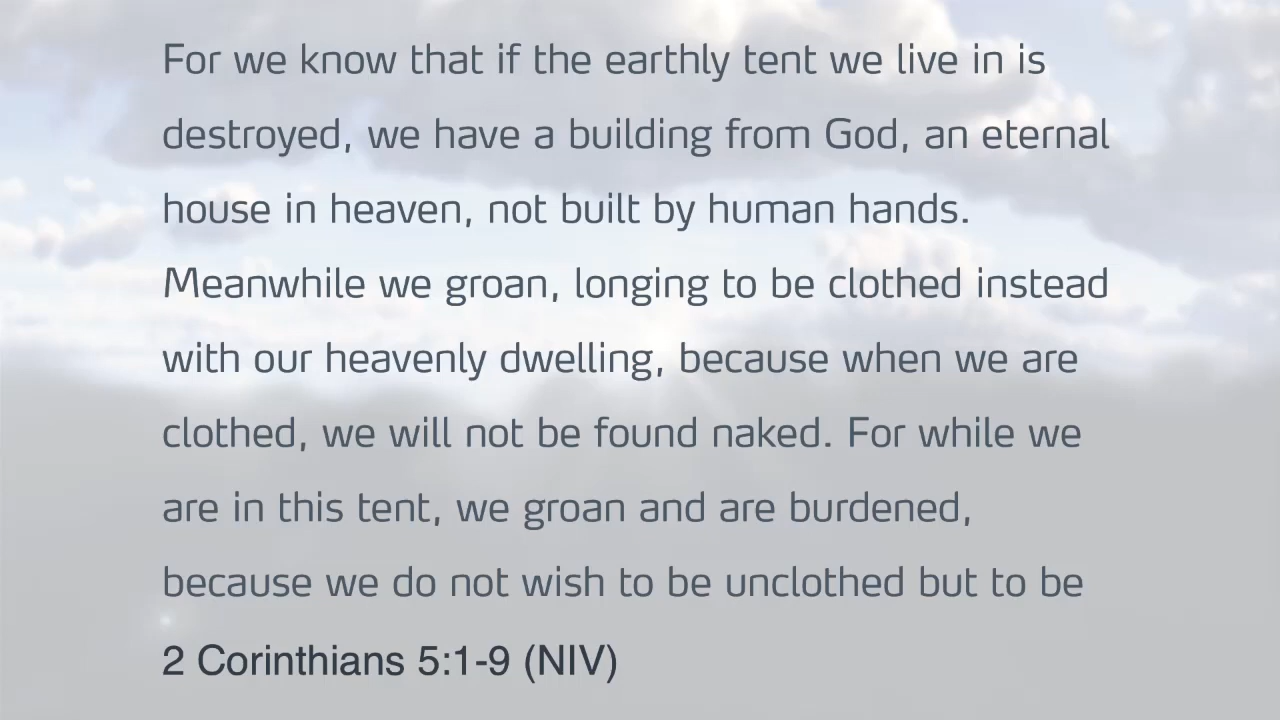 For we know that if the earthly tent we live in is
destroyed, we have a building from God, an eternal
house in heaven, not built by human hands.
Meanwhile we groan, longing to be clothed instead
with our heavenly dwelling, because when we are
clothed, we will not be found naked. For while we
are in this tent, we groan and are burdened,
because we do not wish to be unclothed but to be
2 Corinthians 5:1-9 (NIV)